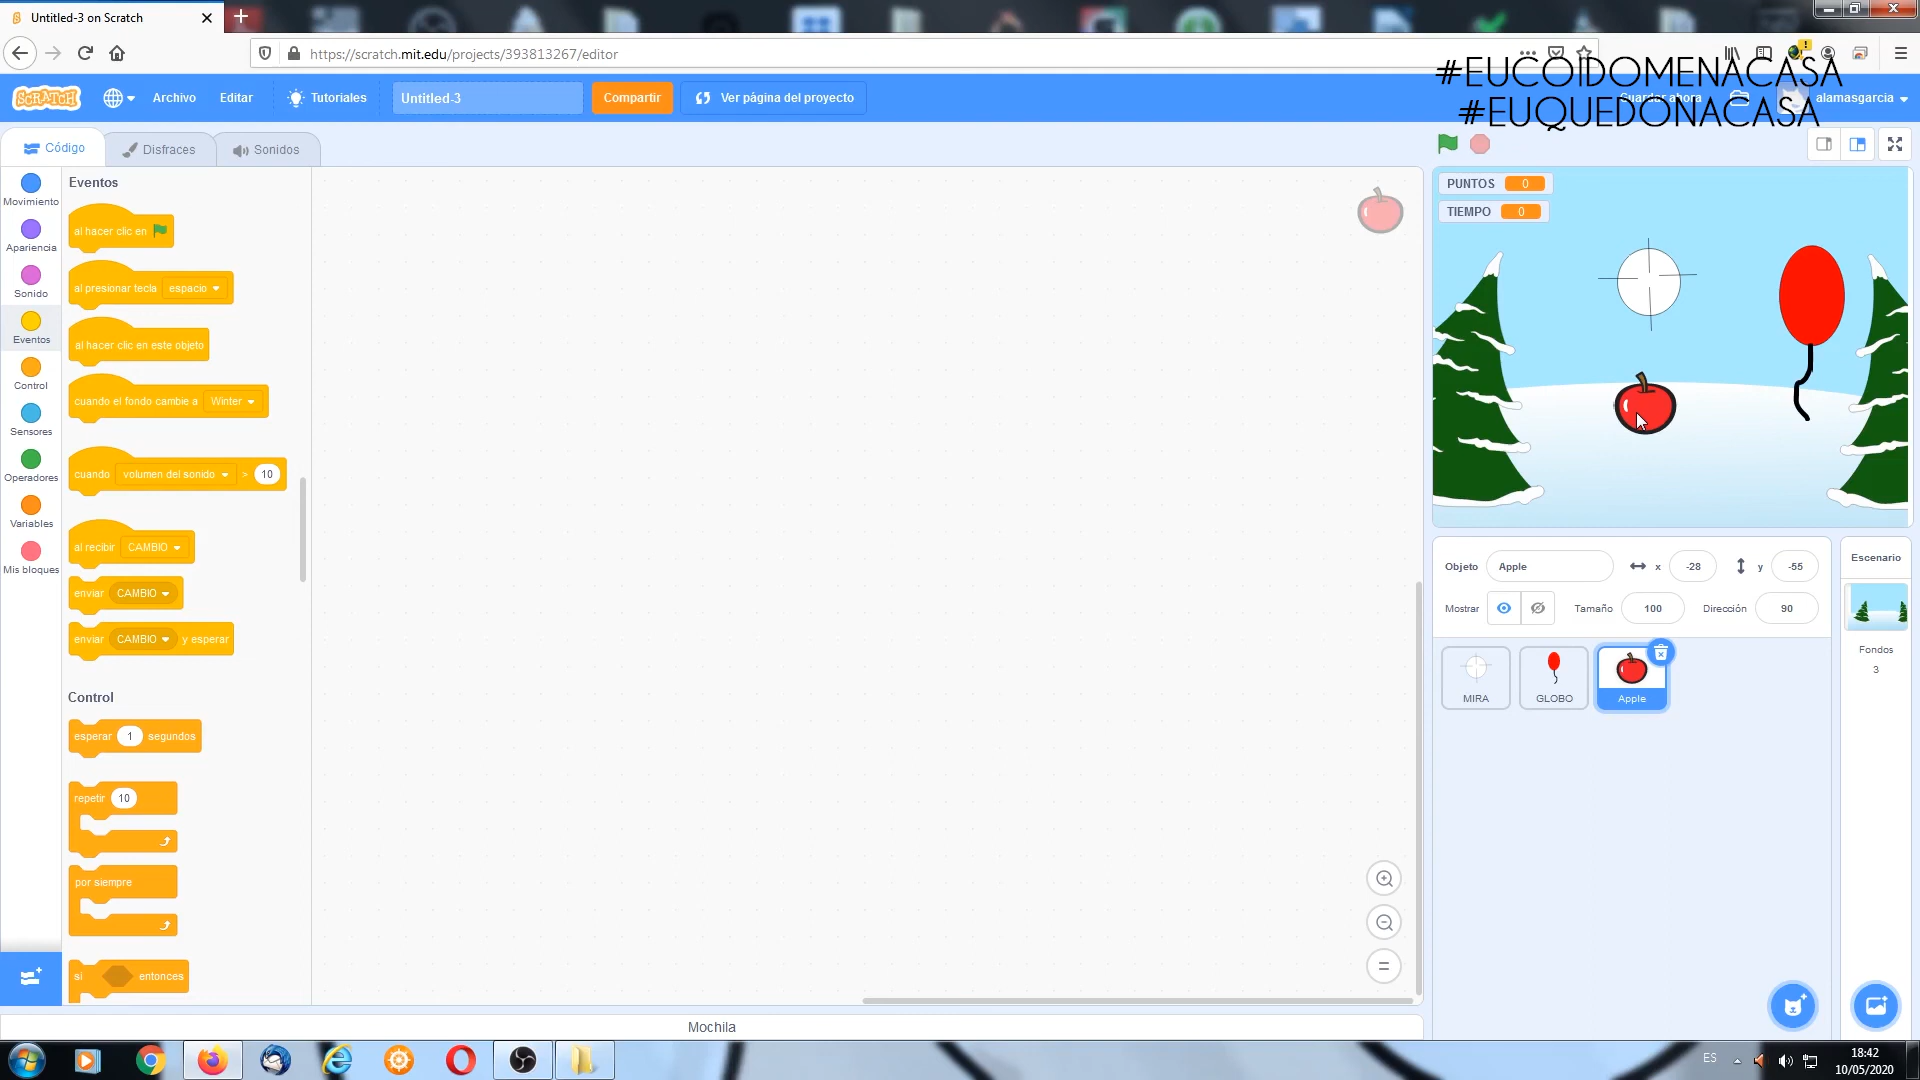 Untitled-3 on Scratch
https://scratch.mit.edu/projects/393813267/editor
#EUCOIDOMENACASA
#EUQUEDONACASA
SCRATCH
Archivo
Editar
Tutoriales
Untitled-3
Compartir
Ver página del proyecto
Guardar ahora
alamasgarcia
Código
Disfraces
Sonidos
Movimiento
Apariencia
Sonido
Eventos
Control
Sensores
Operadores
Variables
Mis bloques
Eventos
al hacer clic en
al presionar tecla espacio
al hacer clic en este objeto
cuando el fondo cambie a Winter
cuando volumen del sonido > 10
al recibir CAMBIO
enviar CAMBIO
enviar CAMBIO y esperar
Control
esperar 1 segundos
repetir 10
por siempre
si entonces
Mochila
PUNTOS 0
TIEMPO 0
Objeto Apple x -28 y -55
Mostrar Tamaño 100 Dirección 90
MIRA
GLOBO
Apple
Escenario
Fondos
3
ES
18:42
10/05/2020